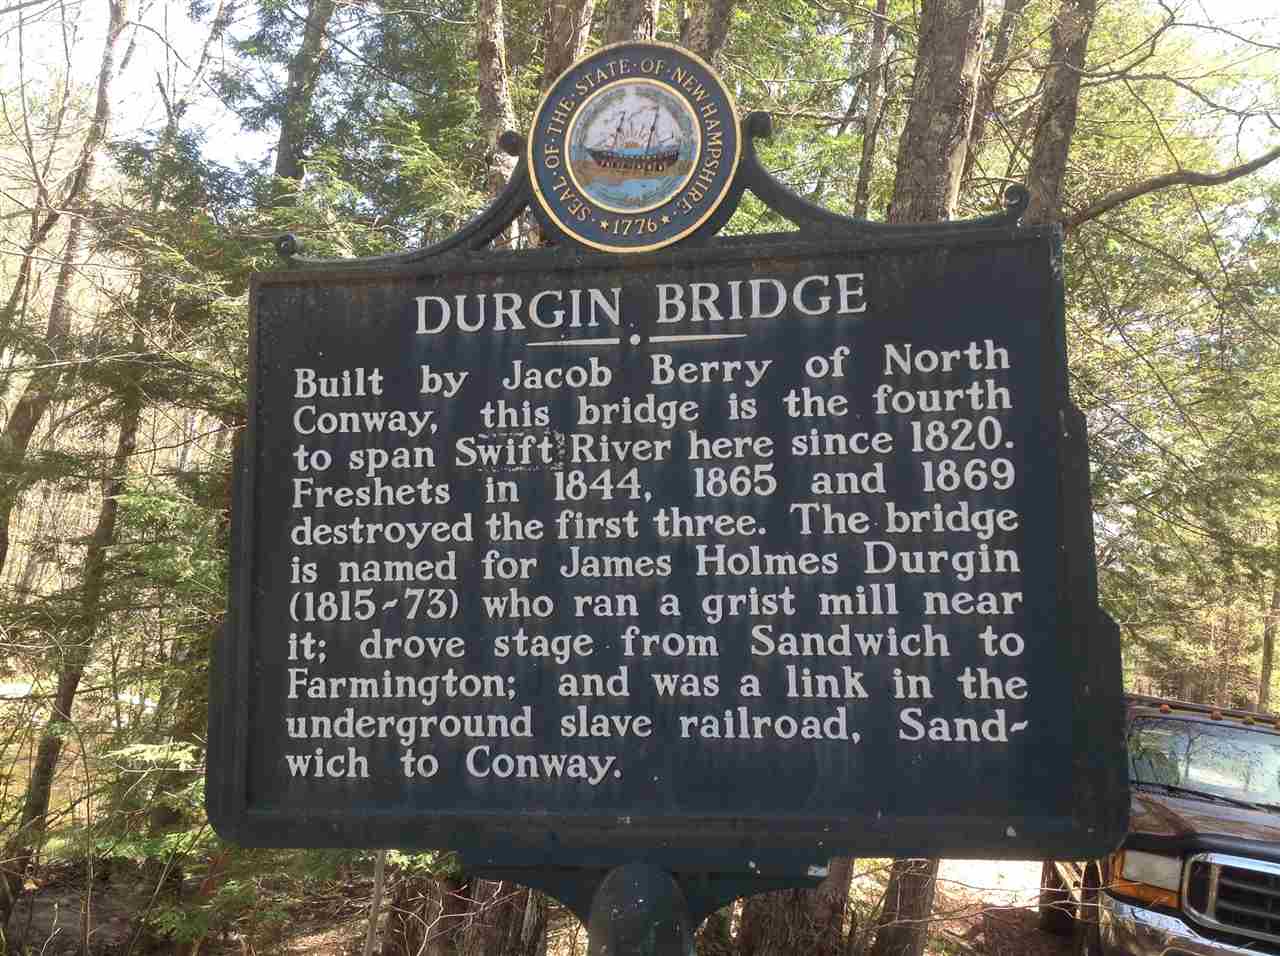 SEAL·OF·THE·STATE·OF·NEW HAMPSHIRE·
★1776★
DURGIN BRIDGE
Built by Jacob Berry of North
Conway, this bridge is the fourth
to span Swift River here since 1820.
Freshets in 1844, 1865 and 1869
destroyed the first three. The bridge
is named for James Holmes Durgin
(1815~73) who ran a grist mill near
it; drove stage from Sandwich to
Farmington; and was a link in the
underground slave railroad, Sand~
wich to Conway.